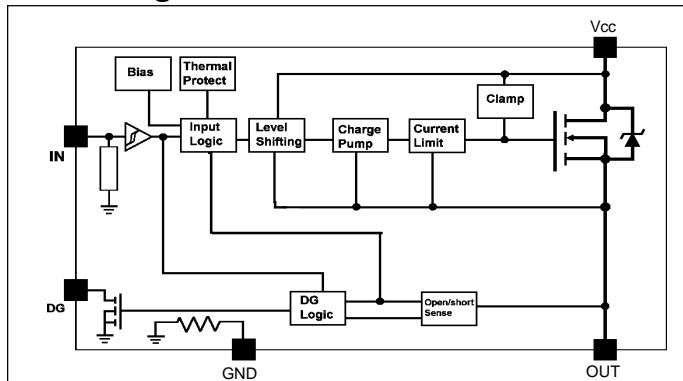 Vcc
Bias
Thermal
Protect
Clamp
IN
Input
Logic
Level
Shifting
Charge
Pump
Current
Limit
DG
DG
Logic
Open/short
Sense
GND
OUT